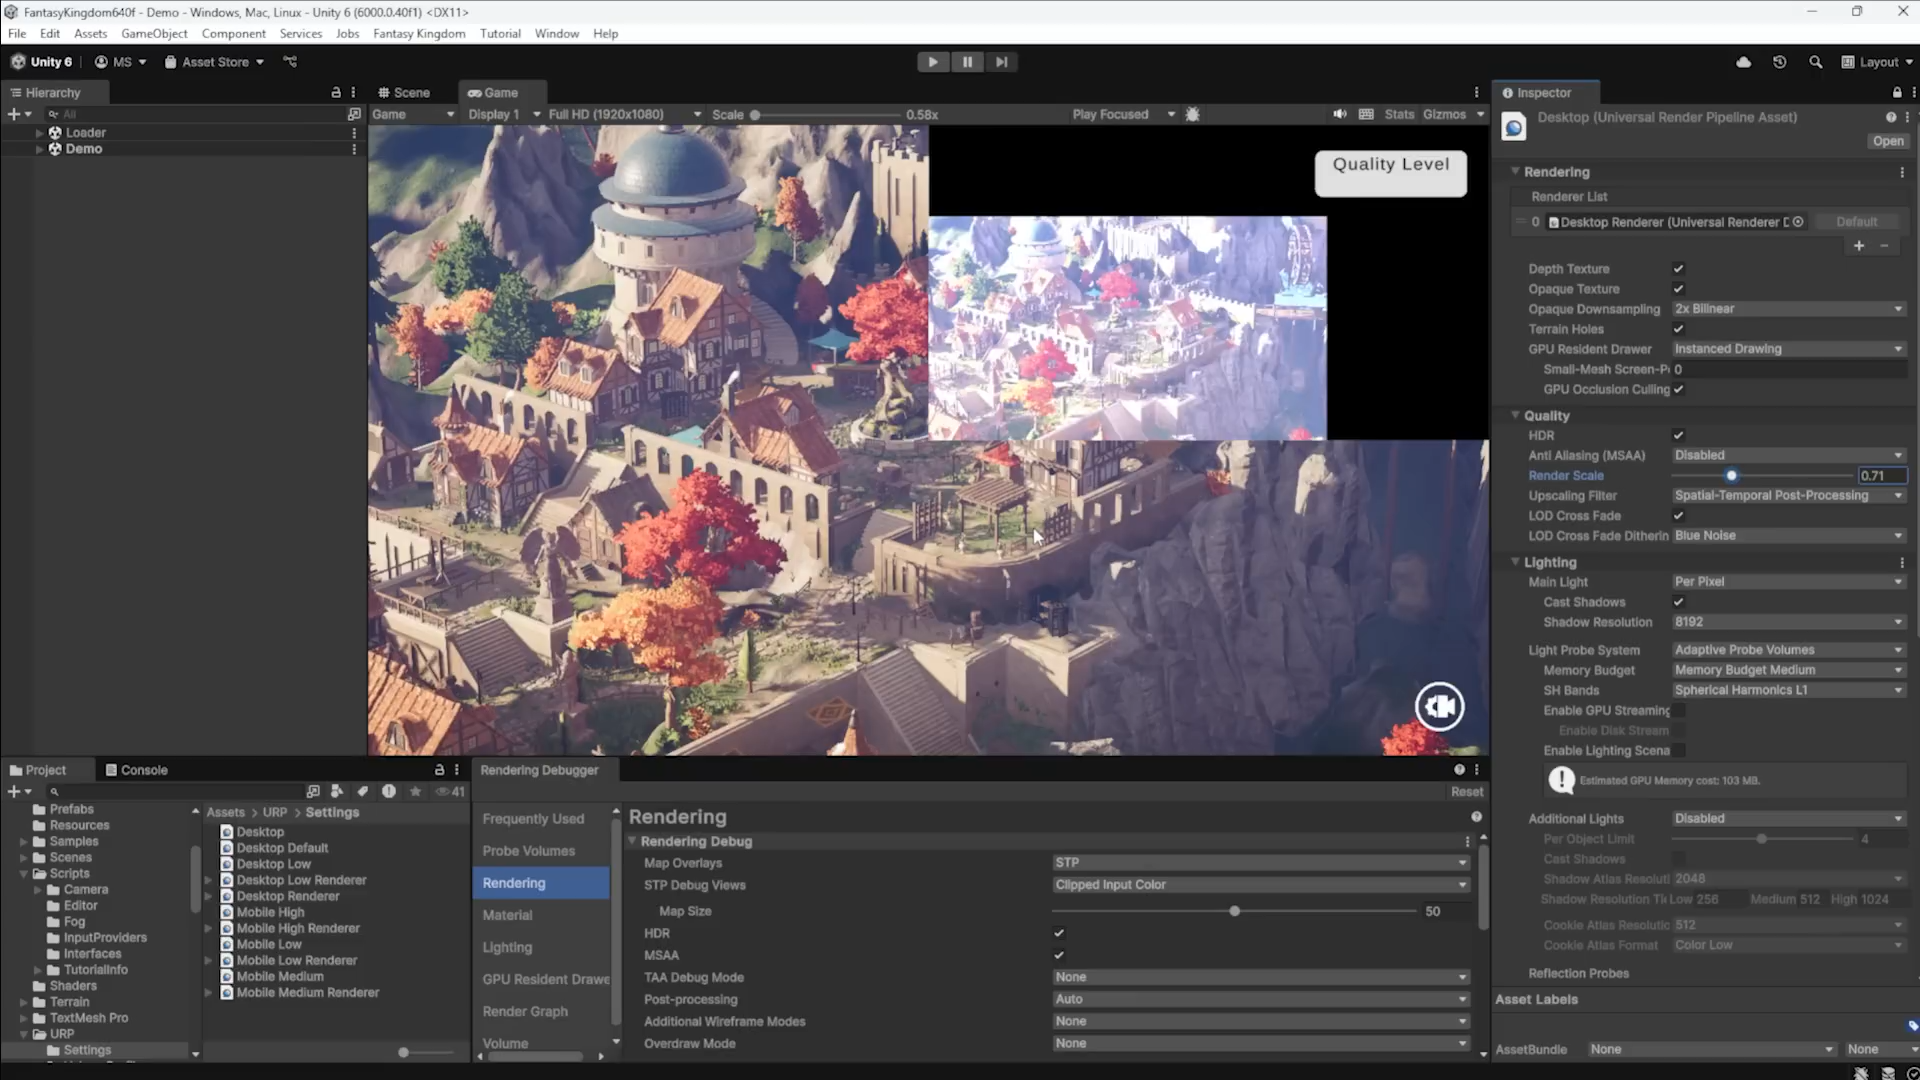 FantasyKingdom640f - Demo - Windows, Mac, Linux - Unity 6 (6000.0.40f1) <DX11>
File Edit Assets GameObject Component Services Jobs Fantasy Kingdom Tutorial Window Help
Unity 6 MS Asset Store Layout
Hierarchy
All
Loader
Demo
Scene Game
Game Display 1 Full HD (1920x1080) Scale 0.58x Play Focused Stats Gizmos
Quality Level
Inspector
Desktop (Universal Render Pipeline Asset)
Open
Rendering
Renderer List
0 Desktop Renderer (Universal Renderer D Default
Depth Texture
Opaque Texture
Opaque Downsampling 2x Bilinear
Terrain Holes
GPU Resident Drawer Instanced Drawing
Small-Mesh Screen-P 0
GPU Occlusion Culling
Quality
HDR
Anti Aliasing (MSAA) Disabled
Render Scale 0.71
Upscaling Filter Spatial-Temporal Post-Processing
LOD Cross Fade
LOD Cross Fade Ditherin Blue Noise
Lighting
Main Light Per Pixel
Cast Shadows
Shadow Resolution 8192
Light Probe System Adaptive Probe Volumes
Memory Budget Memory Budget Medium
SH Bands Spherical Harmonics L1
Enable GPU Streaming
Enable Disk Stream
Enable Lighting Scena
Estimated GPU Memory cost: 103 MB.
Additional Lights Disabled
Per Object Limit 4
Cast Shadows
Shadow Atlas Resoluti 2048
Shadow Resolution Ti Low 256 Medium 512 High 1024
Cookie Atlas Resolutic 512
Cookie Atlas Format Color Low
Reflection Probes
Asset Labels
AssetBundle None None
Project Console
41
Prefabs
Resources
Samples
Scenes
Scripts
Camera
Editor
Fog
InputProviders
Interfaces
TutorialInfo
Shaders
Terrain
TextMesh Pro
URP
Settings
Assets > URP > Settings
Desktop
Desktop Default
Desktop Low
Desktop Low Renderer
Desktop Renderer
Mobile High
Mobile High Renderer
Mobile Low
Mobile Low Renderer
Mobile Medium
Mobile Medium Renderer
Rendering Debugger
Reset
Frequently Used
Probe Volumes
Rendering
Material
Lighting
GPU Resident Drawe
Render Graph
Volume
Rendering
Rendering Debug
Map Overlays STP
STP Debug Views Clipped Input Color
Map Size 50
HDR
MSAA
TAA Debug Mode None
Post-processing Auto
Additional Wireframe Modes None
Overdraw Mode None